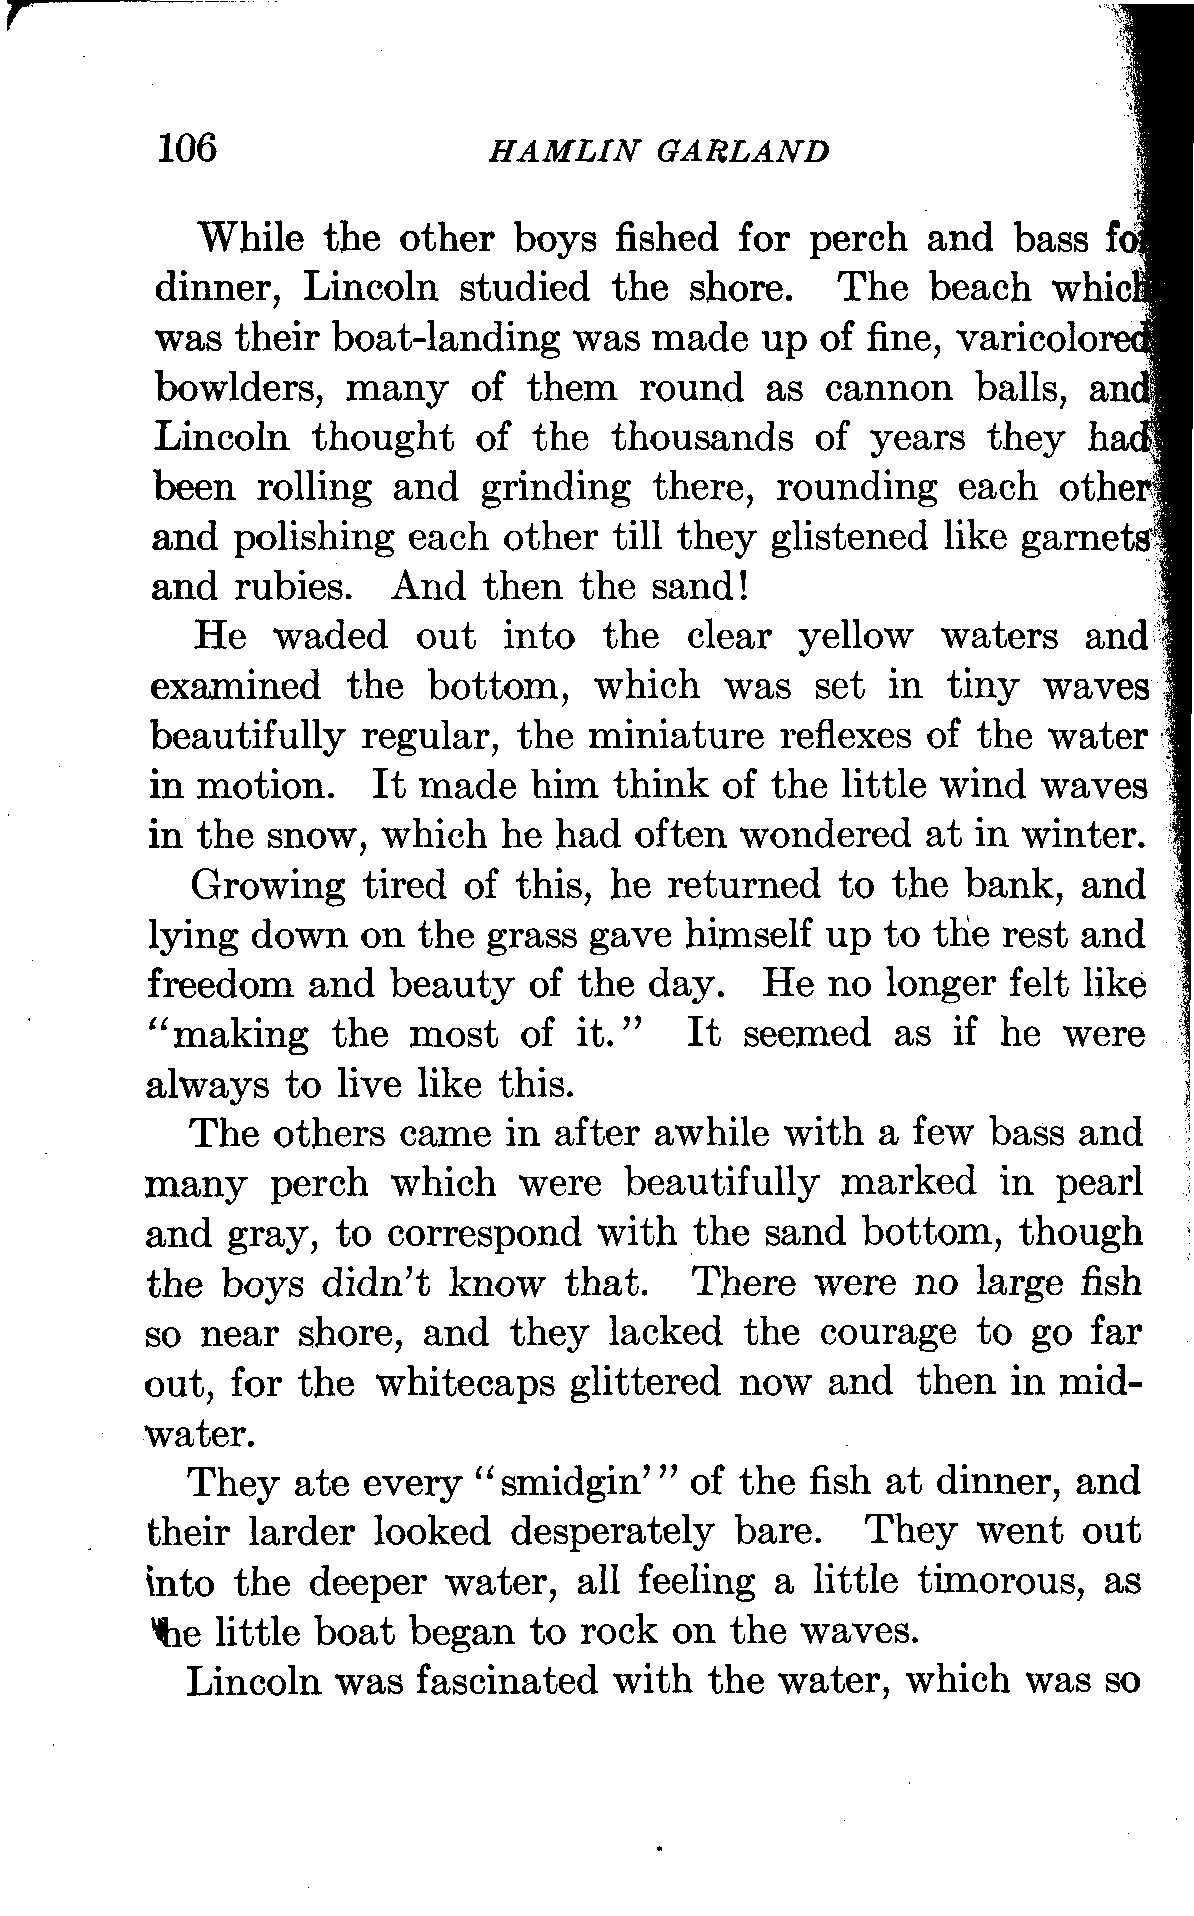 106 HAMLIN GARLAND
While the other boys fished for perch and bass for
dinner, Lincoln studied the shore. The beach which
was their boat-landing was made up of fine, varicolored
bowlders, many of them round as cannon balls, and
Lincoln thought of the thousands of years they had
been rolling and grinding there, rounding each other
and polishing each other till they glistened like garnets
and rubies. And then the sand!
He waded out into the clear yellow waters and
examined the bottom, which was set in tiny waves
beautifully regular, the miniature reflexes of the water
in motion. It made him think of the little wind waves
in the snow, which he had often wondered at in winter.
Growing tired of this, he returned to the bank, and
lying down on the grass gave himself up to the rest and
freedom and beauty of the day. He no longer felt like
"making the most of it." It seemed as if he were
always to live like this.
The others came in after awhile with a few bass and
many perch which were beautifully marked in pearl
and gray, to correspond with the sand bottom, though
the boys didn't know that. There were no large fish
so near shore, and they lacked the courage to go far
out, for the whitecaps glittered now and then in mid-
water.
They ate every "smidgin'" of the fish at dinner, and
their larder looked desperately bare. They went out
into the deeper water, all feeling a little timorous, as
the little boat began to rock on the waves.
Lincoln was fascinated with the water, which was so